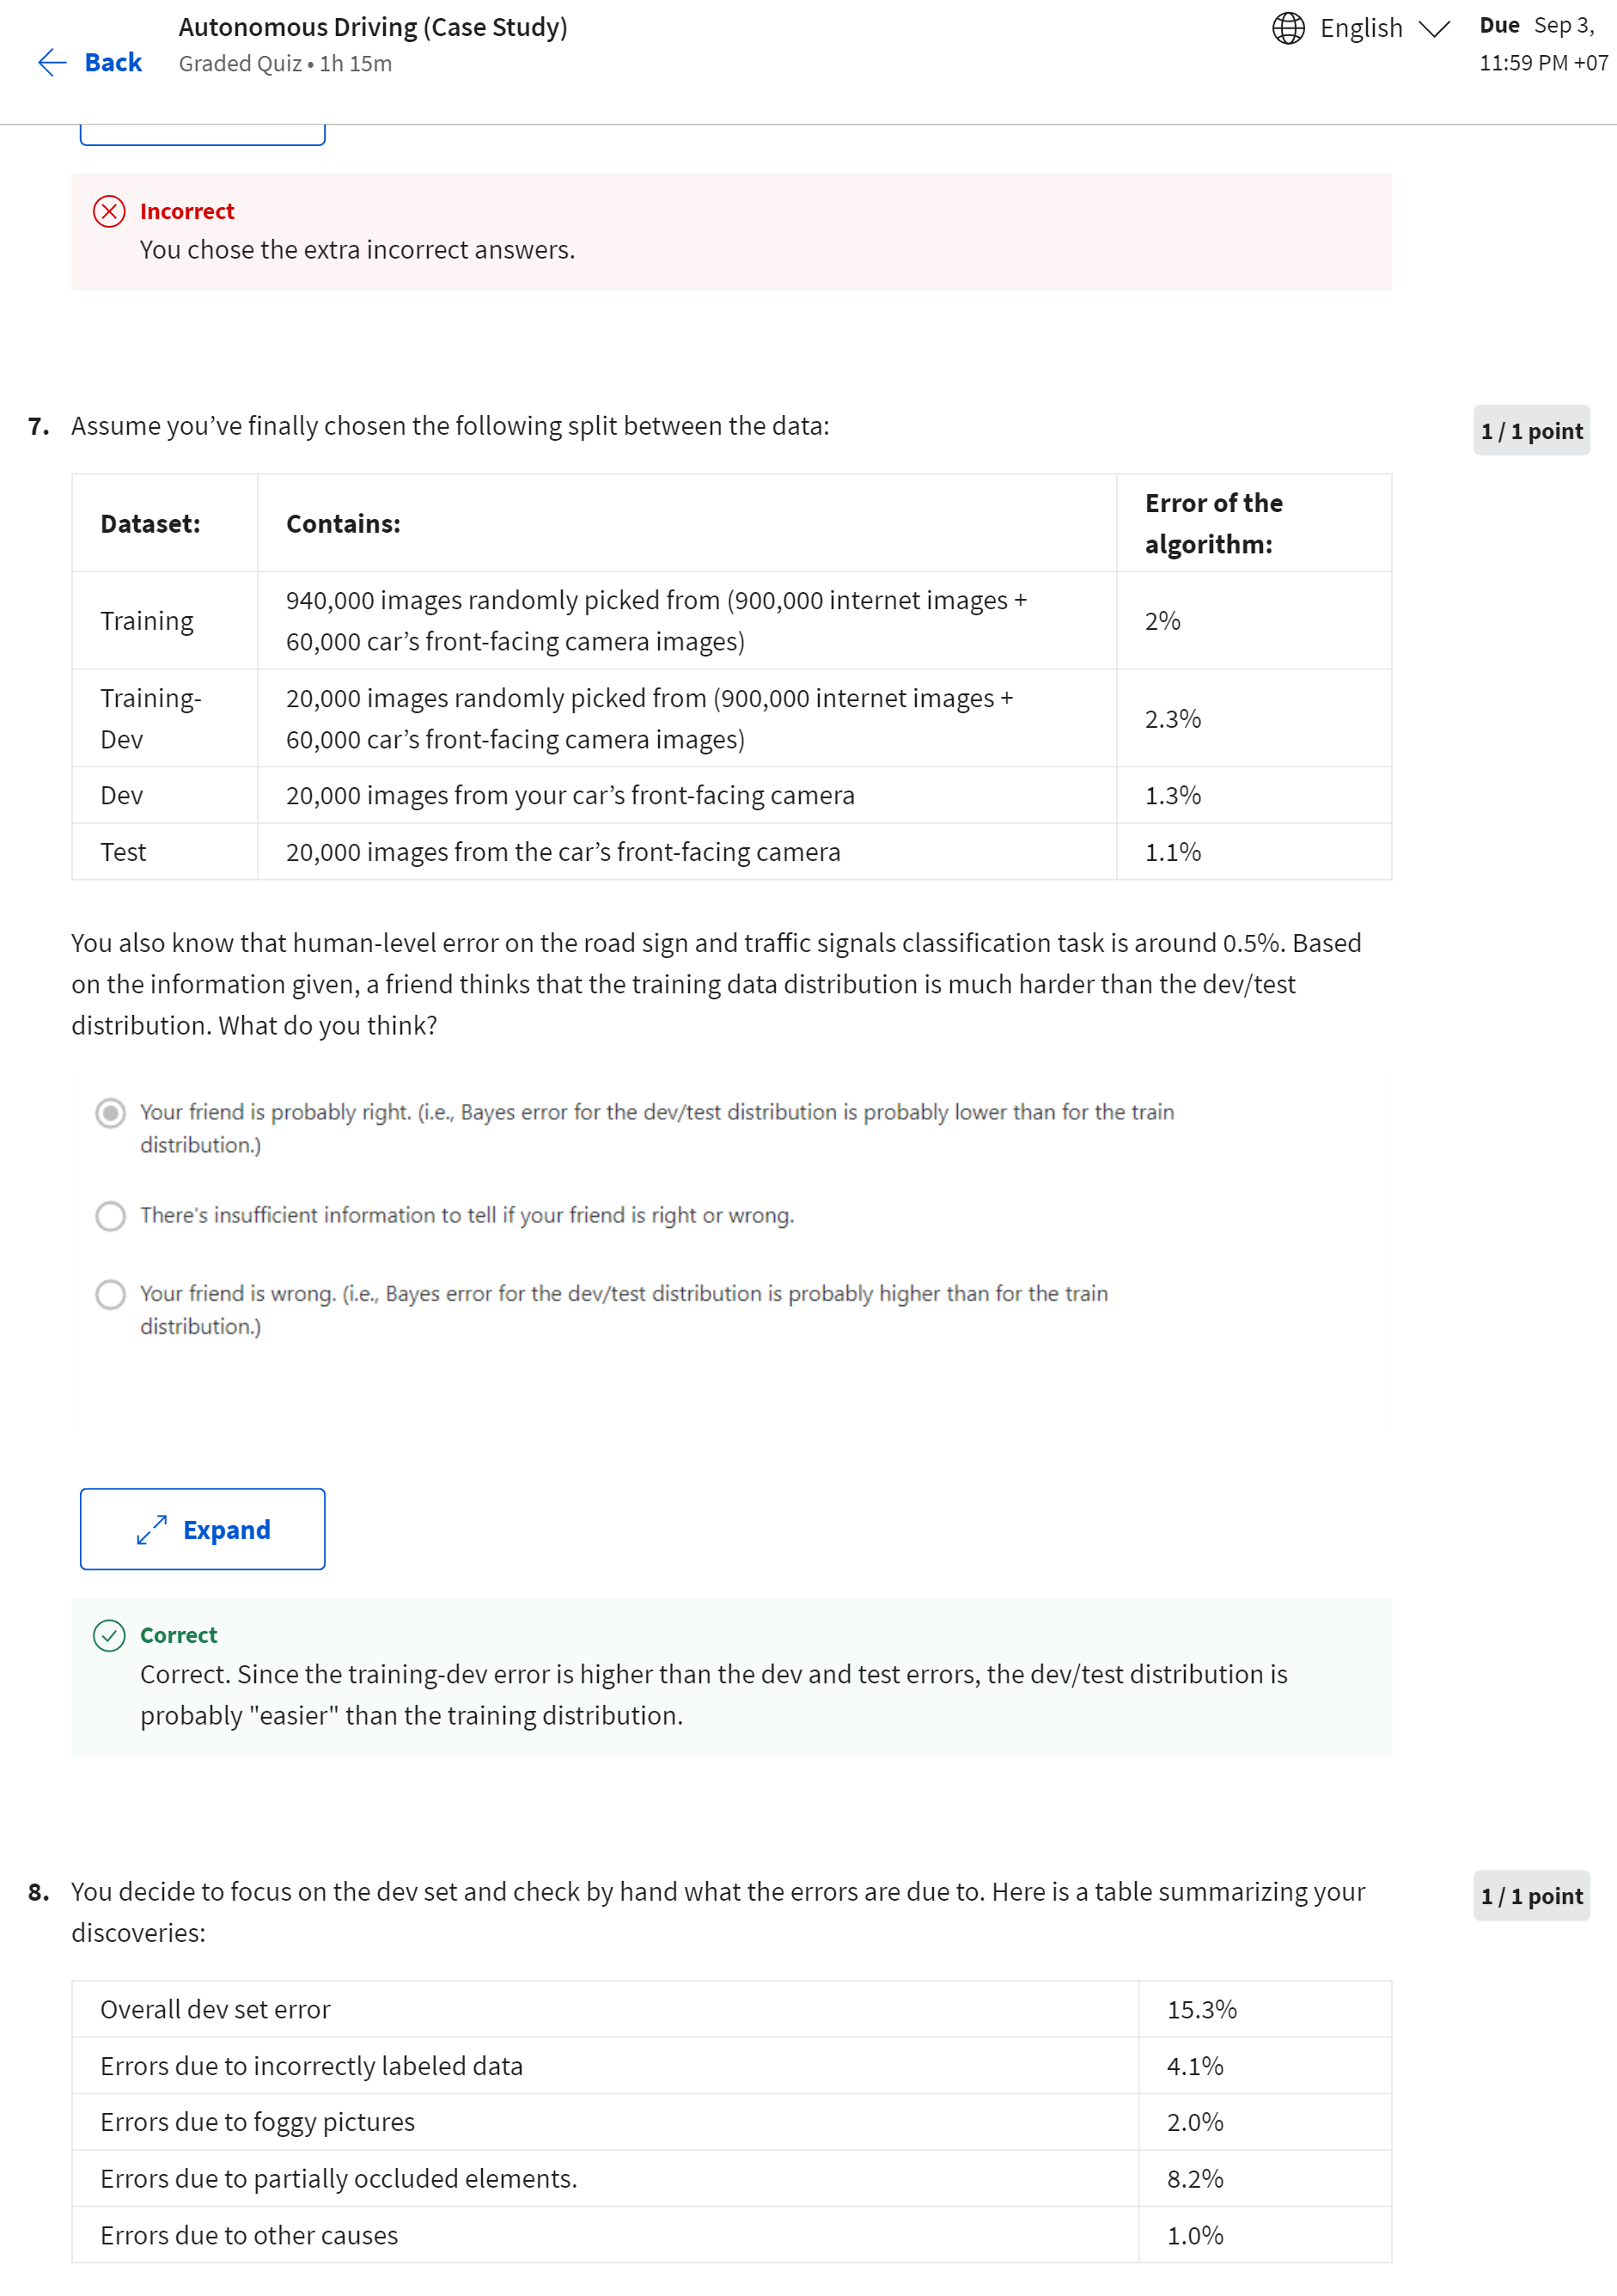 Autonomous Driving (Case Study)
Back
Graded Quiz • 1h 15m
English
Due Sep 3,
11:59 PM +07
Incorrect
You chose the extra incorrect answers.
7. Assume you’ve finally chosen the following split between the data:
1 / 1 point
Dataset:
Contains:
Error of the
algorithm:
Training
940,000 images randomly picked from (900,000 internet images +
60,000 car’s front-facing camera images)
2%
Training-
Dev
20,000 images randomly picked from (900,000 internet images +
60,000 car’s front-facing camera images)
2.3%
Dev
20,000 images from your car’s front-facing camera
1.3%
Test
20,000 images from the car’s front-facing camera
1.1%
You also know that human-level error on the road sign and traffic signals classification task is around 0.5%. Based
on the information given, a friend thinks that the training data distribution is much harder than the dev/test
distribution. What do you think?
Your friend is probably right. (i.e., Bayes error for the dev/test distribution is probably lower than for the train
distribution.)
There's insufficient information to tell if your friend is right or wrong.
Your friend is wrong. (i.e., Bayes error for the dev/test distribution is probably higher than for the train
distribution.)
Expand
Correct
Correct. Since the training-dev error is higher than the dev and test errors, the dev/test distribution is
probably "easier" than the training distribution.
8. You decide to focus on the dev set and check by hand what the errors are due to. Here is a table summarizing your
discoveries:
1 / 1 point
Overall dev set error
15.3%
Errors due to incorrectly labeled data
4.1%
Errors due to foggy pictures
2.0%
Errors due to partially occluded elements.
8.2%
Errors due to other causes
1.0%